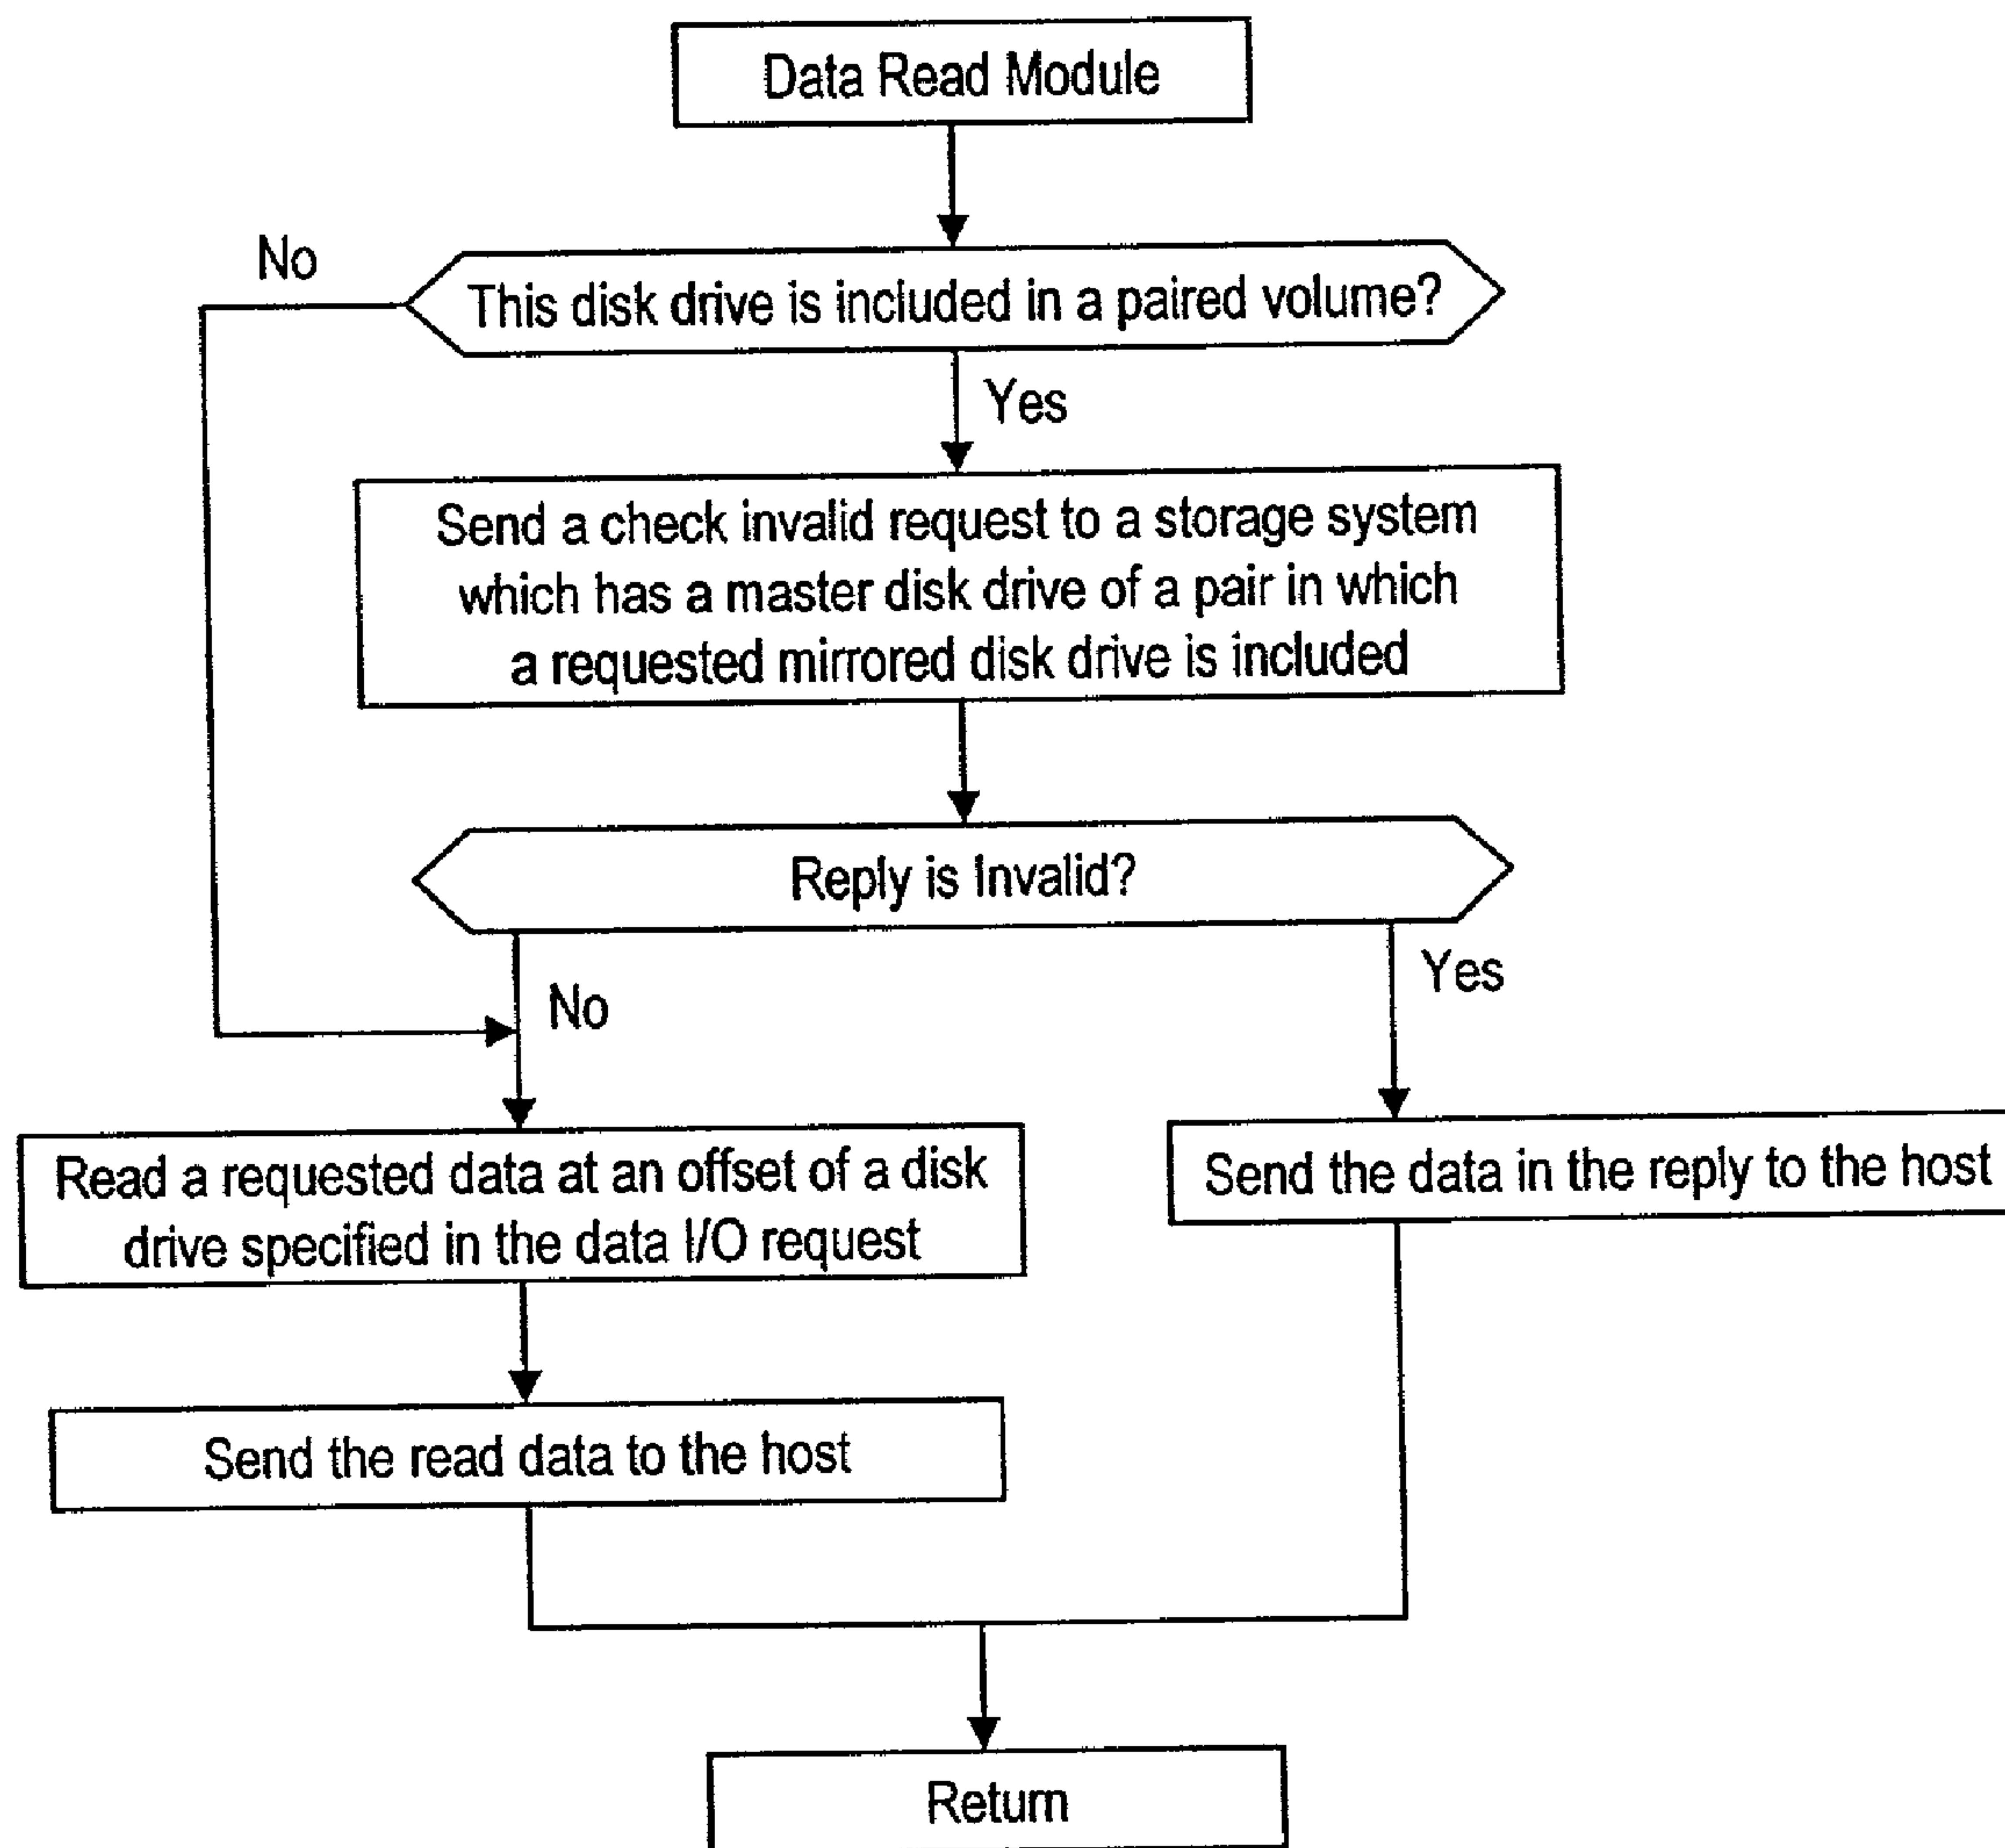 Data Read Module
No
This disk drive is included in a paired volume?
Yes
Send a check invalid request to a storage system
which has a master disk drive of a pair in which
a requested mirrored disk drive is included
Reply is Invalid?
No
Yes
Read a requested data at an offset of a disk
drive specified in the data I/O request
Send the data in the reply to the host
Send the read data to the host
Return